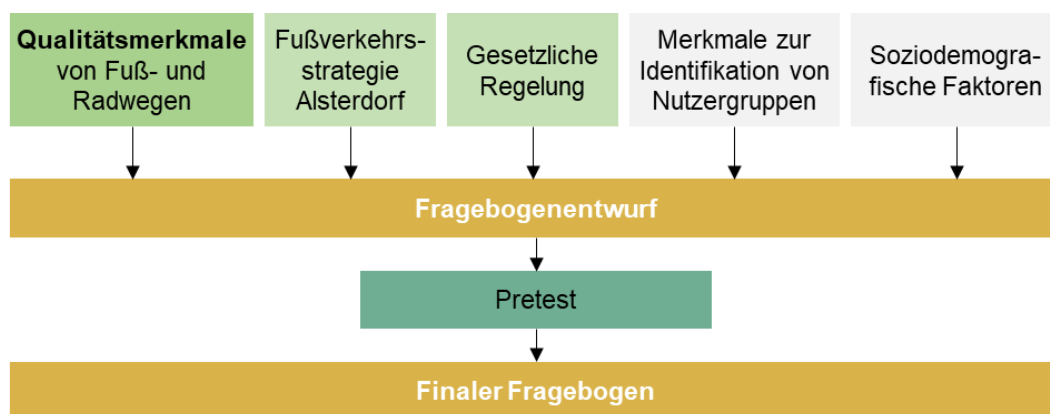 Qualitätsmerkmale
von Fuß- und
Radwegen
Fußverkehrs-
strategie
Alsterdorf
Gesetzliche
Regelung
Merkmale zur
Identifikation von
Nutzergruppen
Soziodemogra-
fische Faktoren
Fragebogenentwurf
Pretest
Finaler Fragebogen